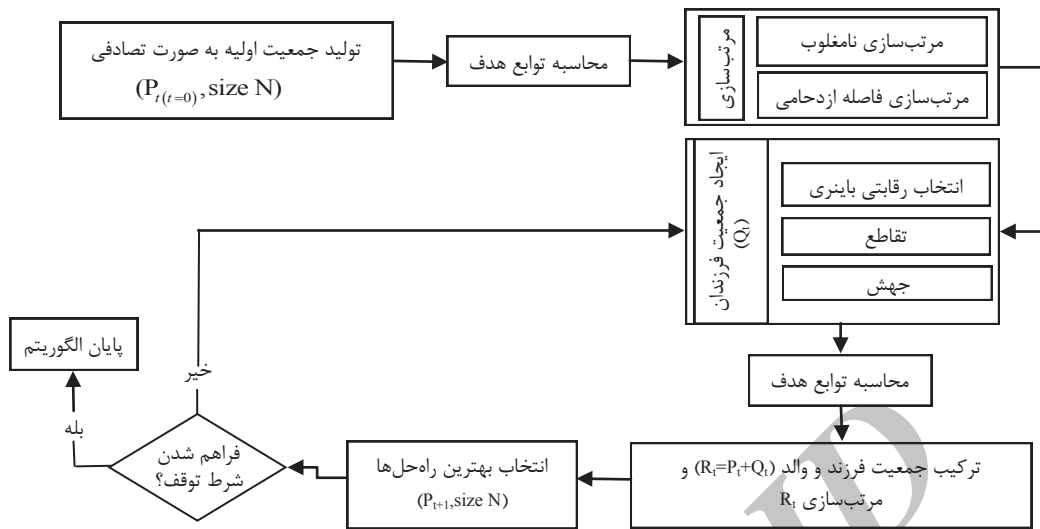 تولید جمعیت اولیه به صورت تصادفی
(P_{t(t=0)},size N)
محاسبه توابع هدف
مرتب‌سازی
مرتب‌سازی نامغلوب
مرتب‌سازی فاصله ازدحامی
ایجاد جمعیت فرزندان
(Q_t)
انتخاب رقابتی باینری
تقاطع
جهش
محاسبه توابع هدف
ترکیب جمعیت فرزند و والد (R_t=P_t+Q_t) و
مرتب‌سازی R_t
انتخاب بهترین راه‌حل‌ها
(P_{t+1},size N)
فراهم شدن
شرط توقف؟
خیر
بله
پایان الگوریتم